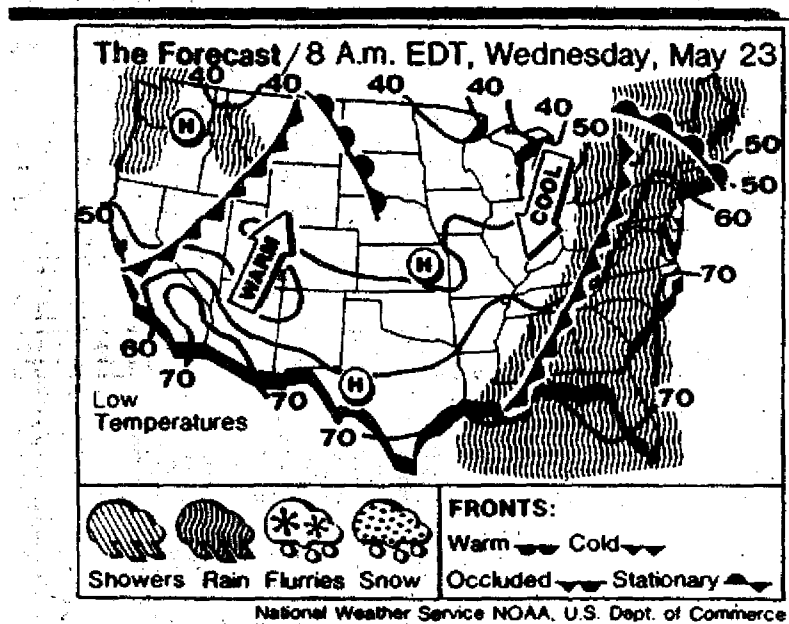 The Forecast / 8 A.m. EDT, Wednesday, May 23
40
40
40
40
40
50
50
50
60
50
H
COOL
WARM
H
70
60
70
H
70
70
70
Low
Temperatures
Showers Rain Flurries Snow
FRONTS:
Warm Cold
Occluded Stationary
National Weather Service NOAA, U.S. Dept. of Commerce